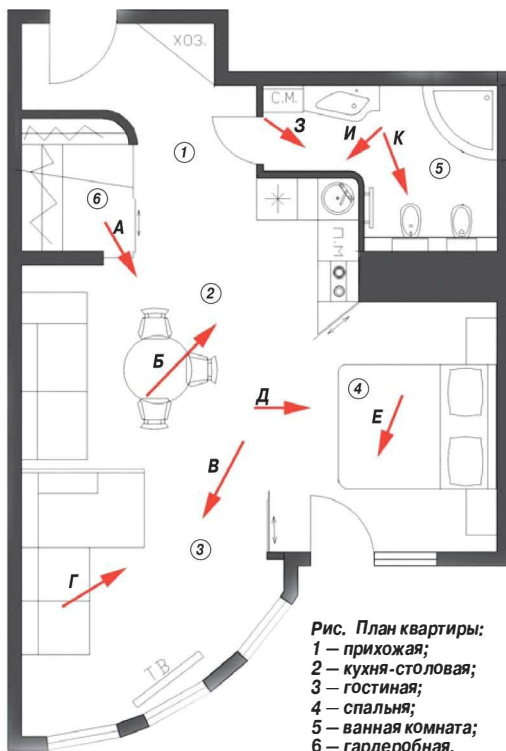 ХОЗ.
С.М.
З
И
К
1
5
6
А
П.М
2
Б
4
Д
Е
В
3
Г
ТВ
Рис. План квартиры:
1 — прихожая;
2 — кухня-столовая;
3 — гостиная;
4 — спальня;
5 — ванная комната;
6 — гардеробная.